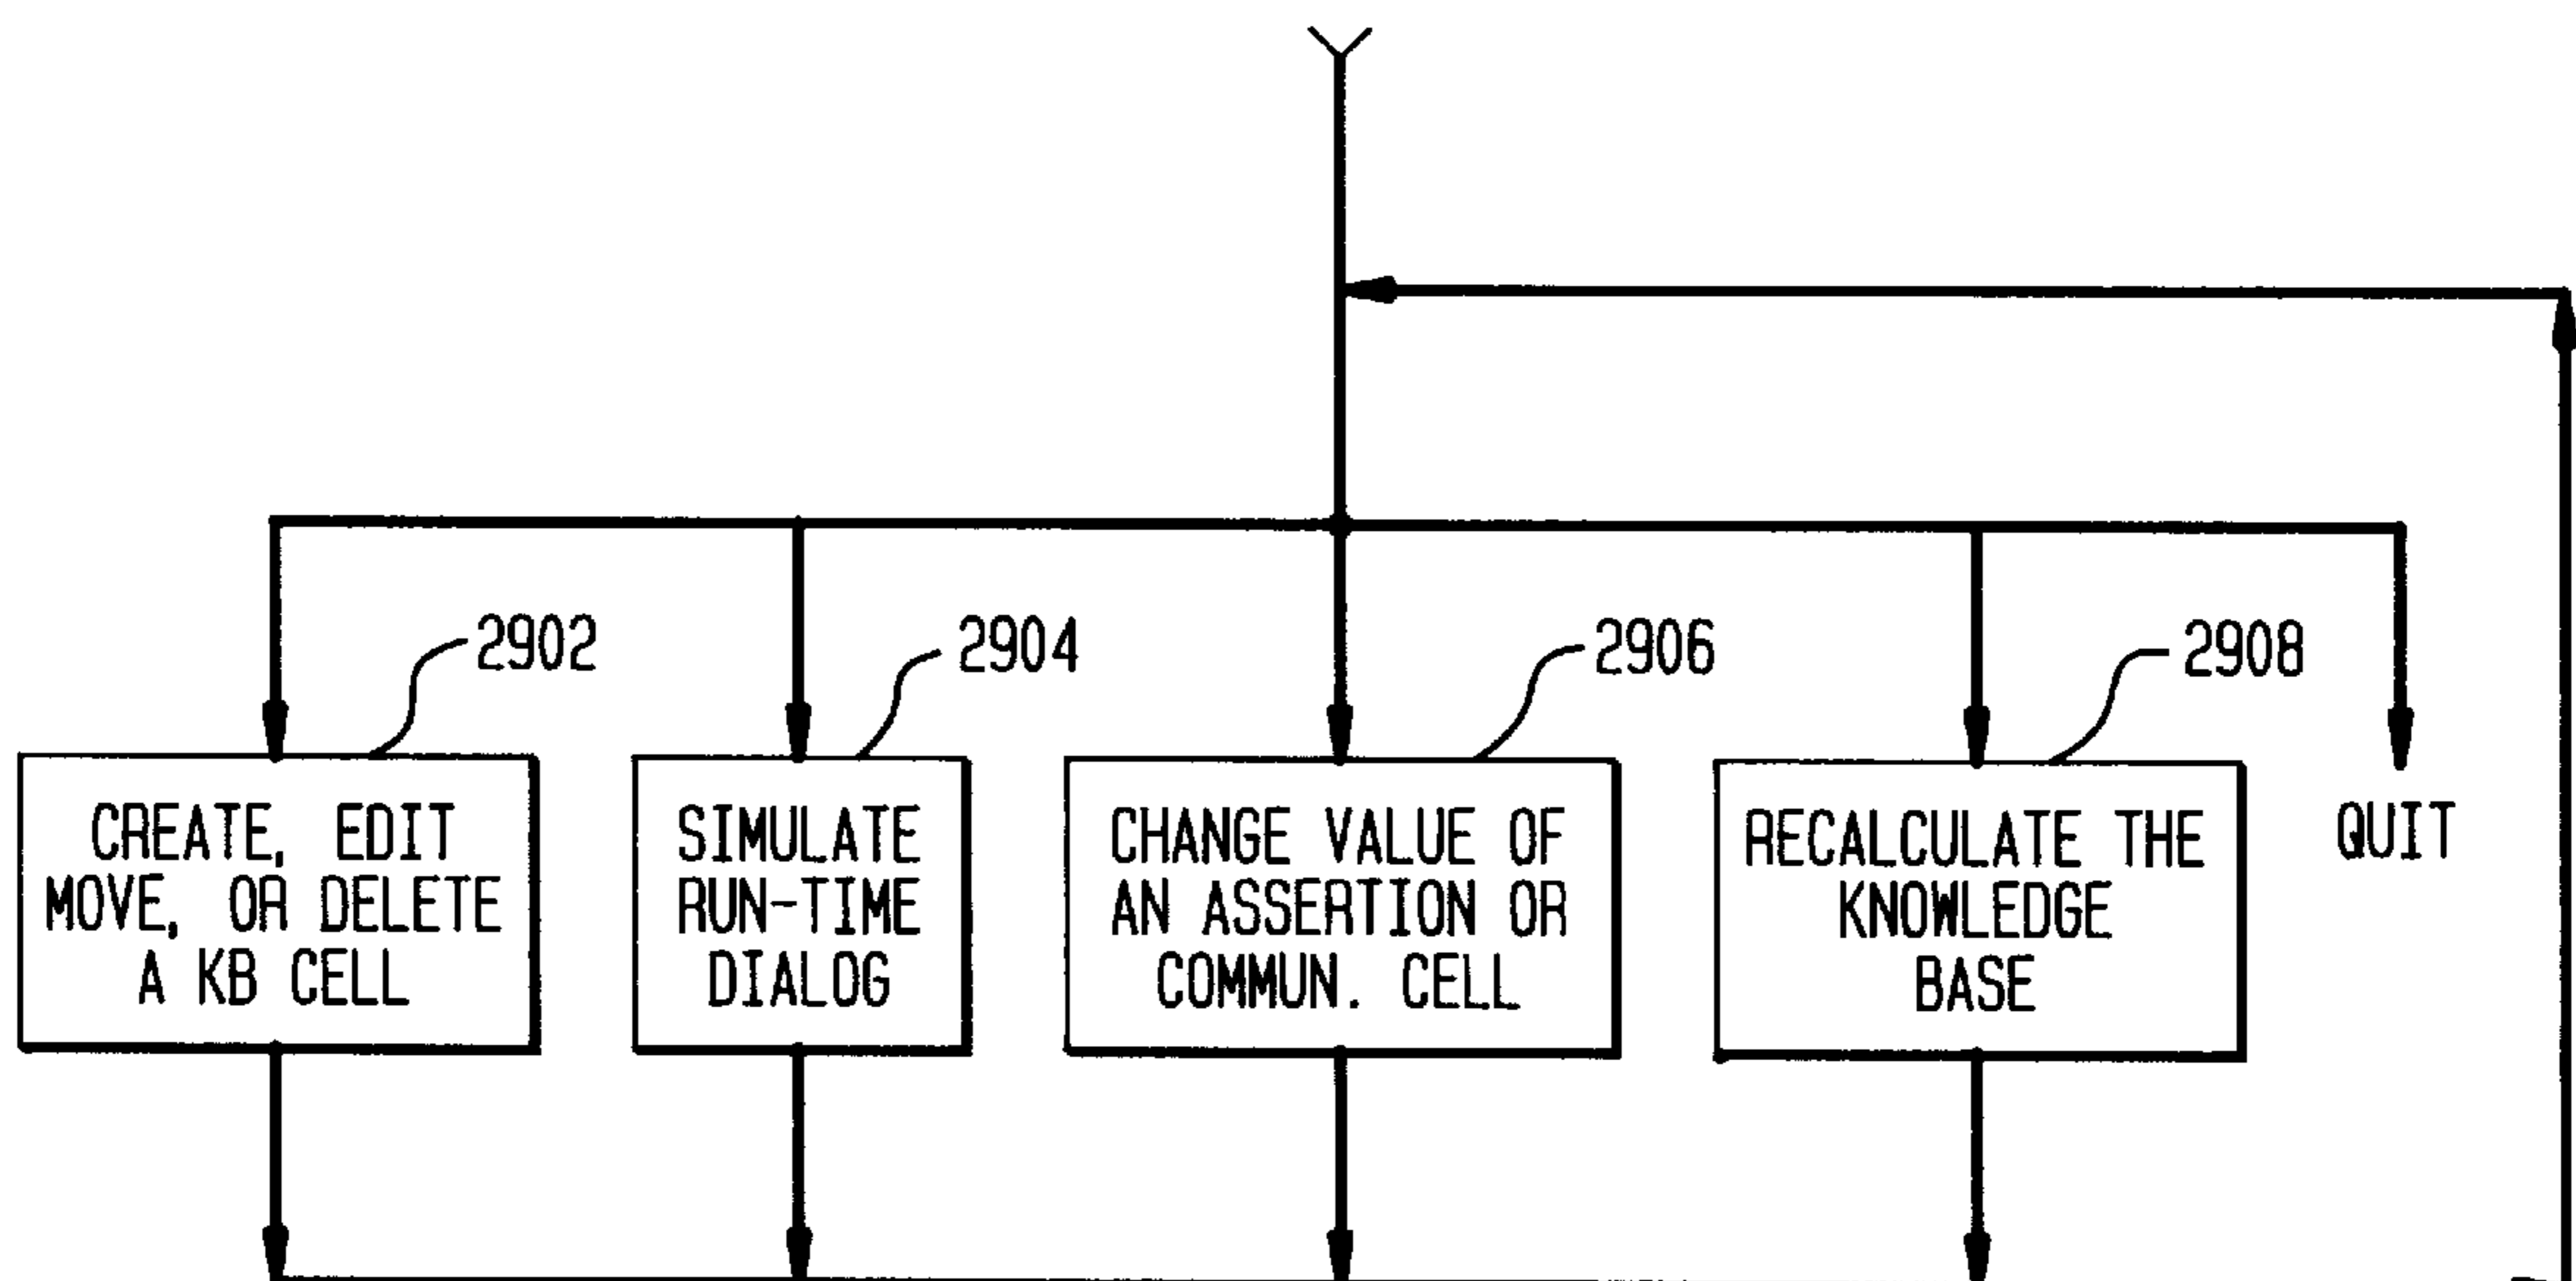 2902
2904
2906
2908
CREATE, EDIT
MOVE, OR DELETE
A KB CELL
SIMULATE
RUN-TIME
DIALOG
CHANGE VALUE OF
AN ASSERTION OR
COMMUN. CELL
RECALCULATE THE
KNOWLEDGE
BASE
QUIT